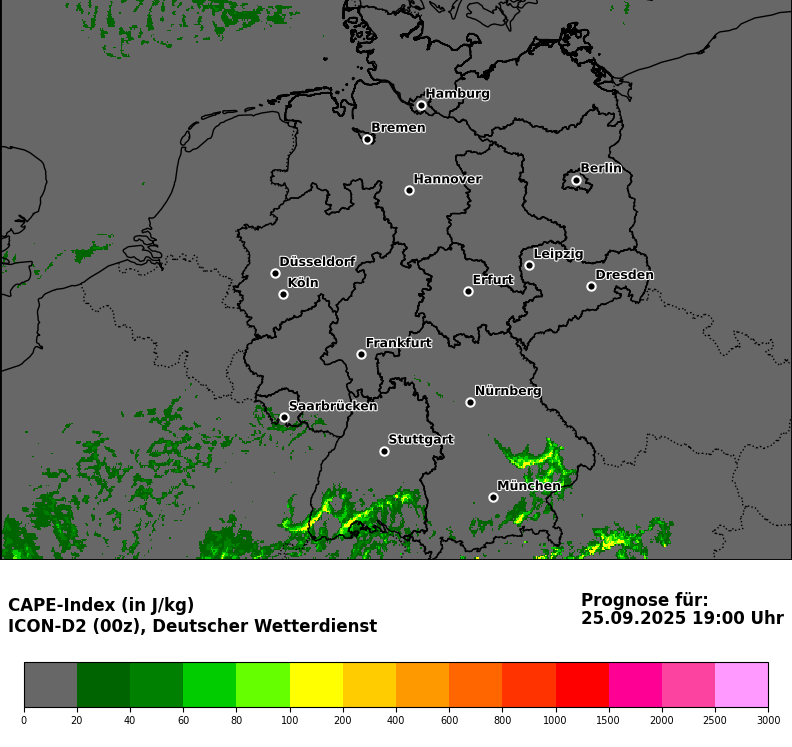 Hamburg
Bremen
Berlin
Hannover
Leipzig
Düsseldorf
Dresden
Köln
Erfurt
Frankfurt
Nürnberg
Saarbrücken
Stuttgart
München
CAPE-Index (in J/kg)
ICON-D2 (00z), Deutscher Wetterdienst
Prognose für:
25.09.2025 19:00 Uhr
0 20 40 60 80 100 200 400 600 800 1000 1500 2000 2500 3000